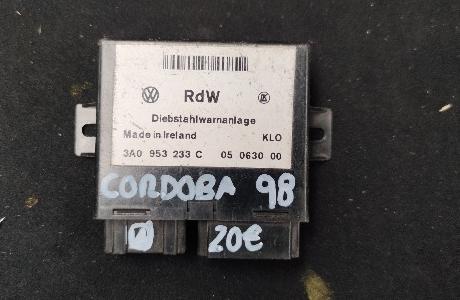 RdW
Diebstahlwarnanlage
Made in Ireland KLO
3A0 953 233 C 05 0630 00
CORDOBA 98
20€